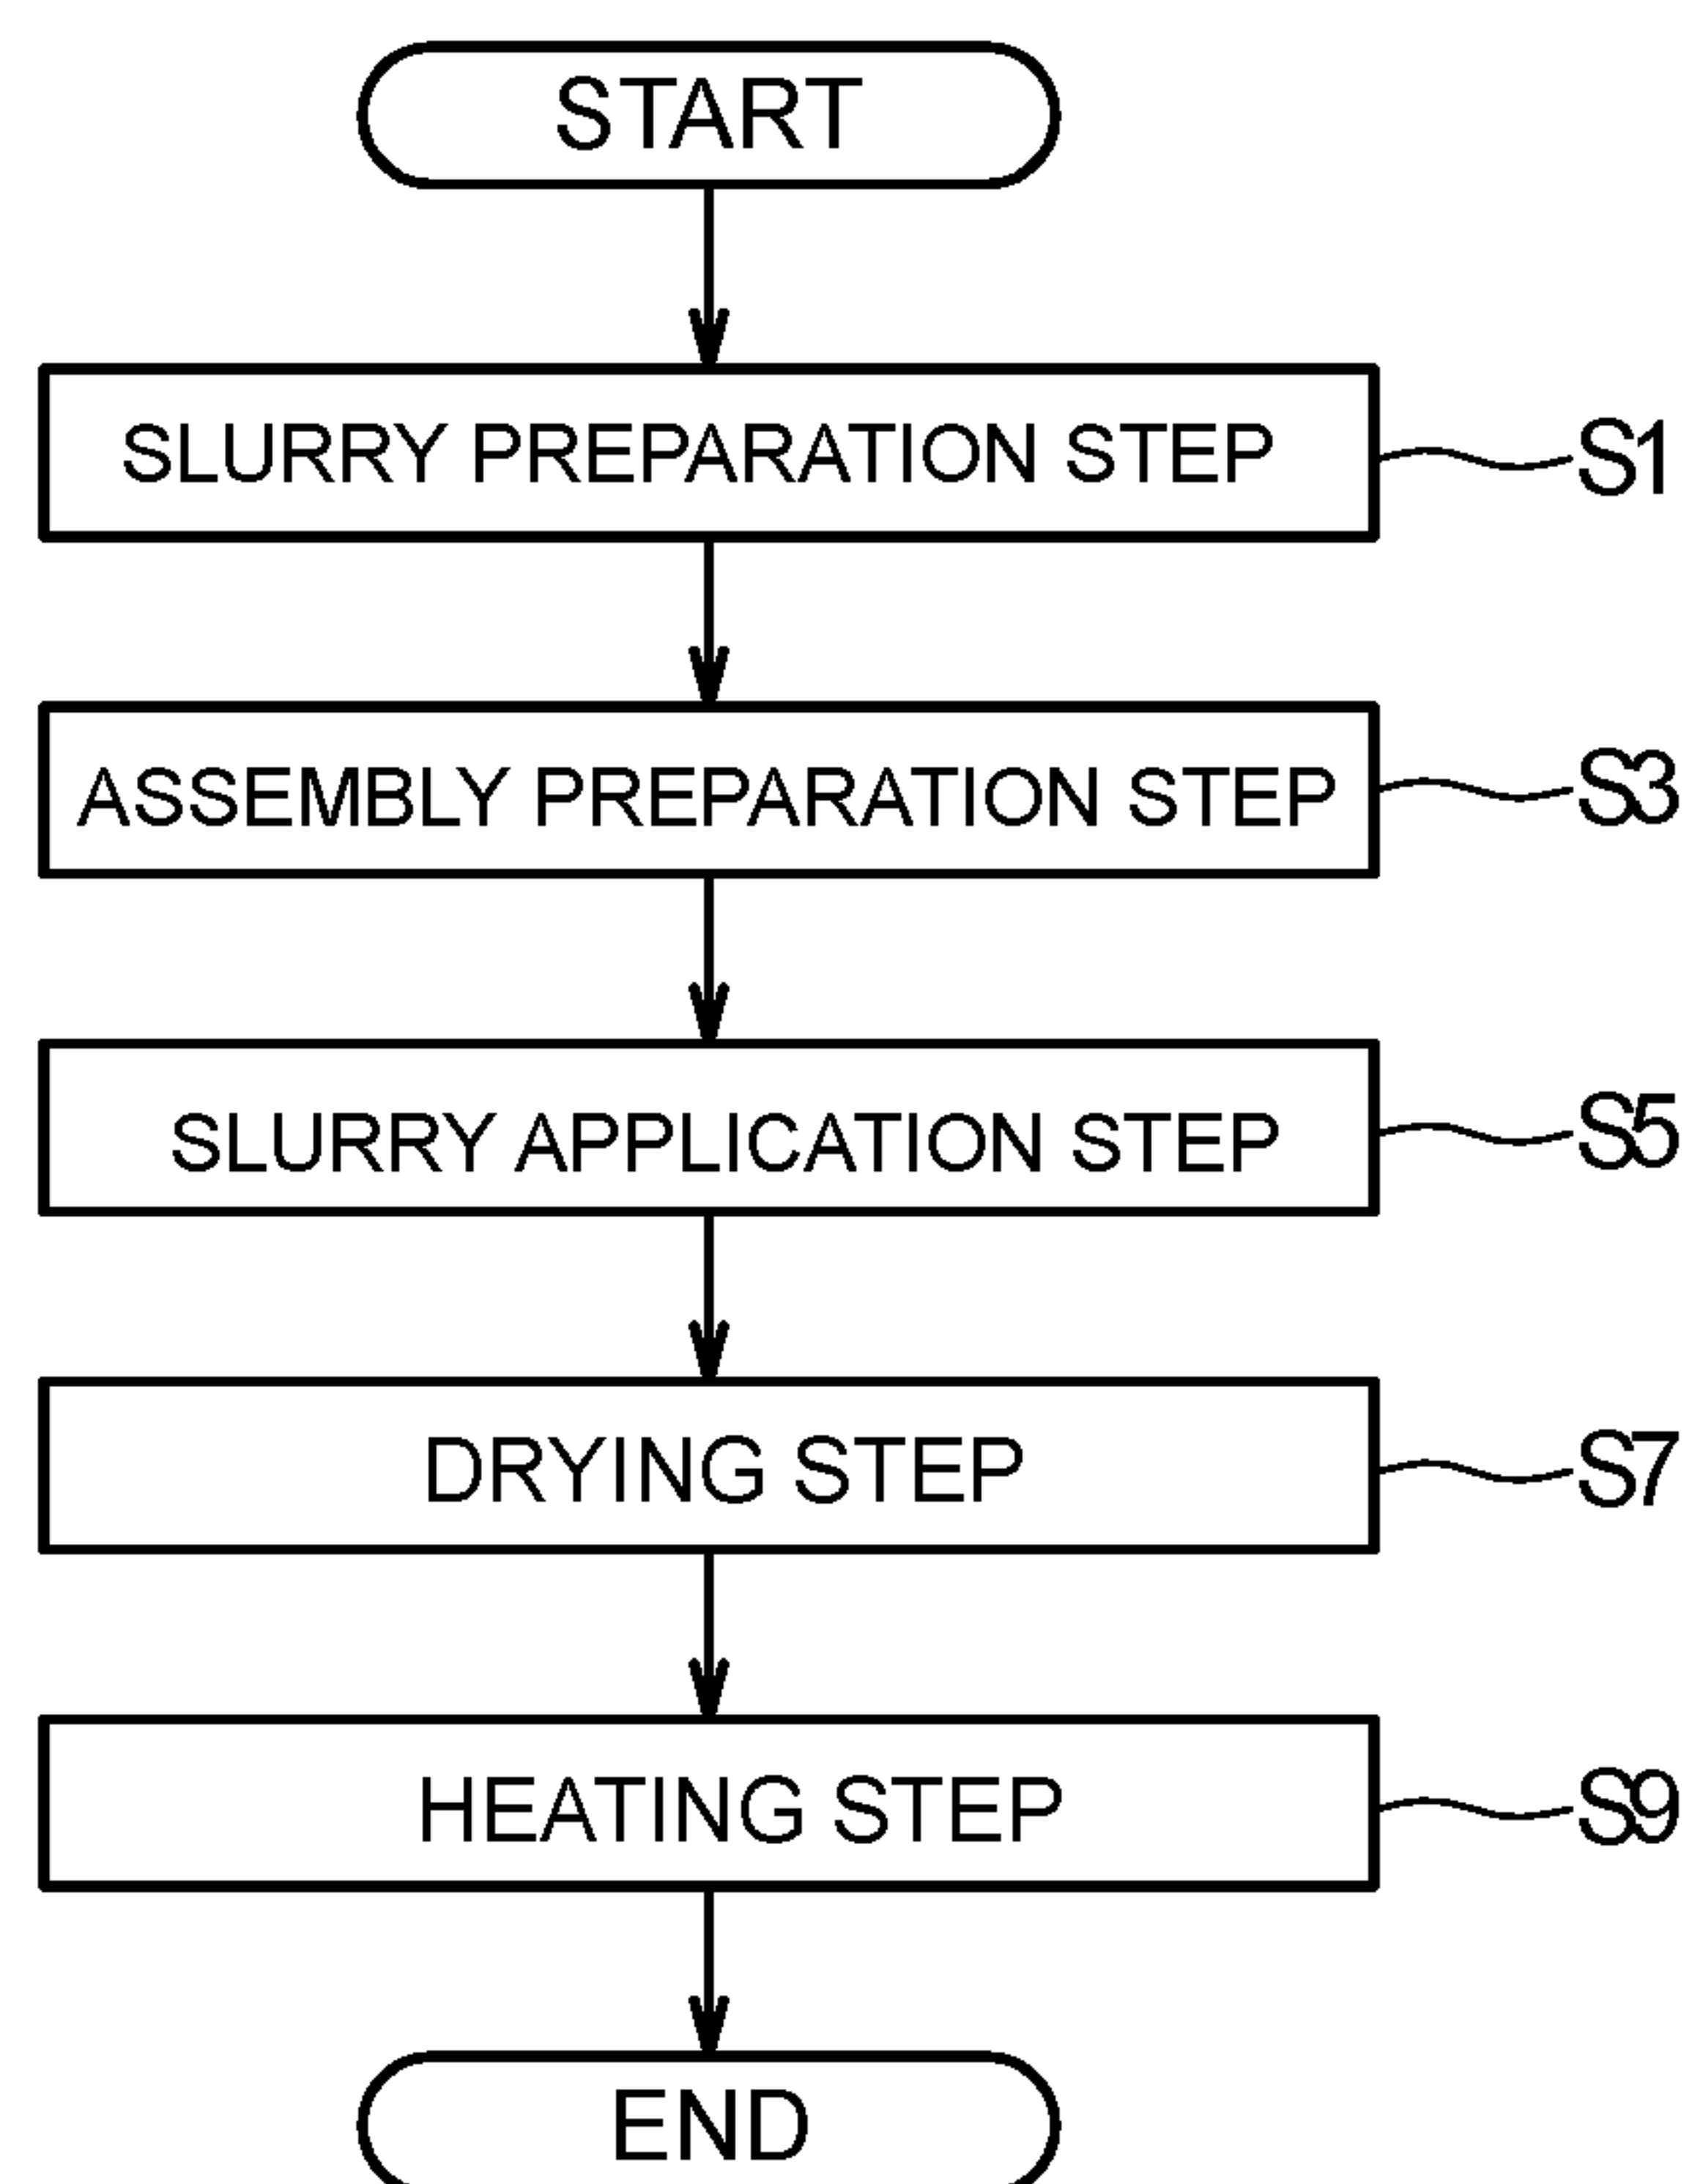 START
SLURRY PREPARATION STEP
S1
ASSEMBLY PREPARATION STEP
S3
SLURRY APPLICATION STEP
S5
DRYING STEP
S7
HEATING STEP
S9
END